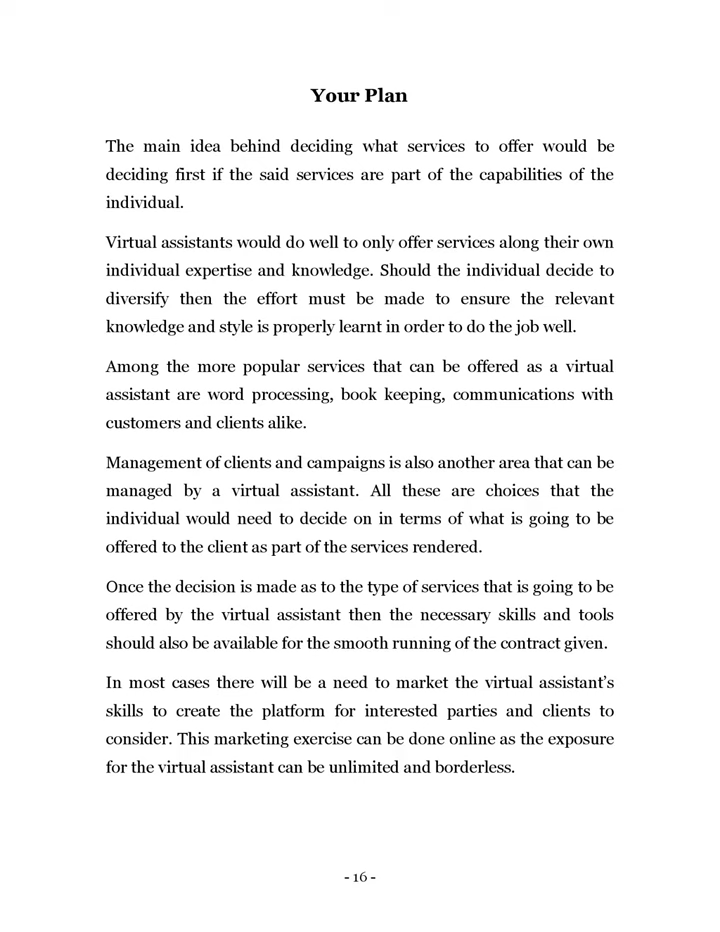 Your Plan
The main idea behind deciding what services to offer would be
deciding first if the said services are part of the capabilities of the
individual.
Virtual assistants would do well to only offer services along their own
individual expertise and knowledge. Should the individual decide to
diversify then the effort must be made to ensure the relevant
knowledge and style is properly learnt in order to do the job well.
Among the more popular services that can be offered as a virtual
assistant are word processing, book keeping, communications with
customers and clients alike.
Management of clients and campaigns is also another area that can be
managed by a virtual assistant. All these are choices that the
individual would need to decide on in terms of what is going to be
offered to the client as part of the services rendered.
Once the decision is made as to the type of services that is going to be
offered by the virtual assistant then the necessary skills and tools
should also be available for the smooth running of the contract given.
In most cases there will be a need to market the virtual assistant's
skills to create the platform for interested parties and clients to
consider. This marketing exercise can be done online as the exposure
for the virtual assistant can be unlimited and borderless.
- 16 -